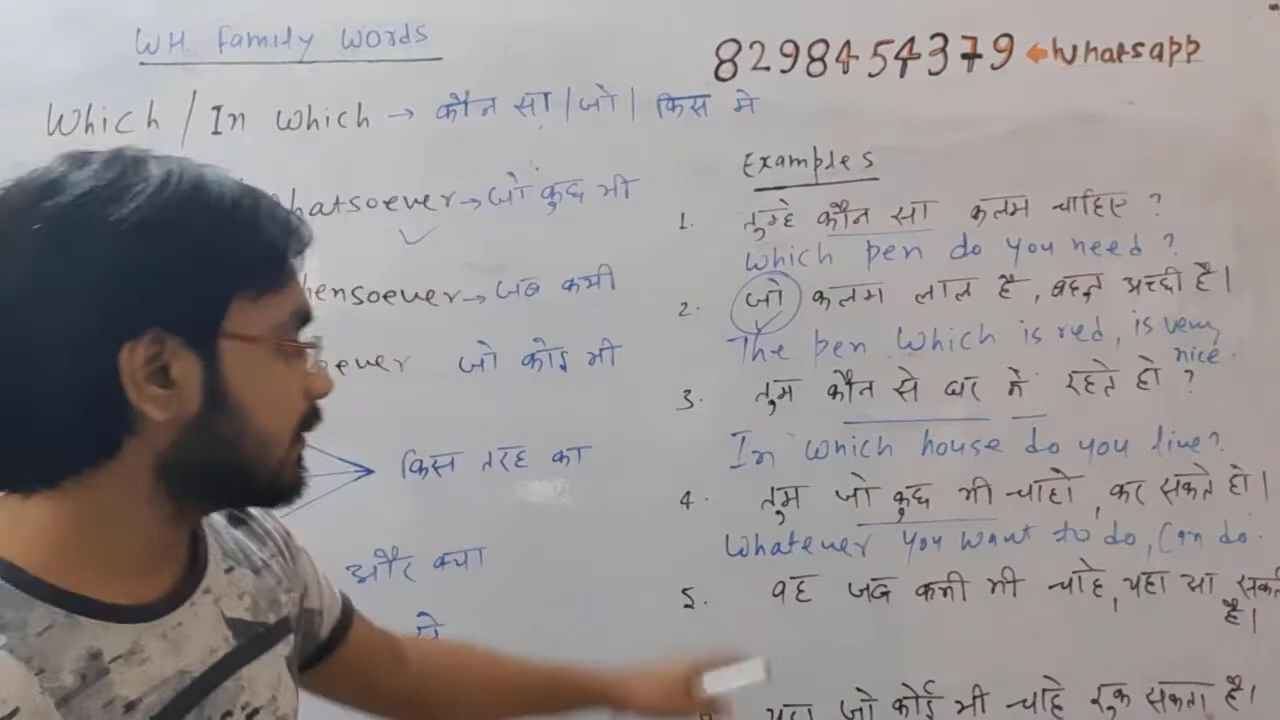 WH Family Words
8298454379 ← Whatsapp
Which / In which → कौन सा / जो / किस मे
hatsoever → जो कुछ भी
hensoever → जब कभी
oever जो कोई भी
किस तरह का
और क्या
से
Examples
1. तुम्हे कौन सा कलम चाहिए ?
Which pen do you need ?
2. जो कलम लाल है , बहुत अच्छी है ।
The pen which is red, is very nice.
3. तुम कौन से घर मे रहते हो ?
In which house do you live?
4. तुम जो कुछ भी चाहो , कर सकते हो ।
Whatever you want to do, Can do.
5. वह जब कभी भी चाहे, यहा आ सकते है ।
यहा जो कोई भी चाहे रुक सकता है ।